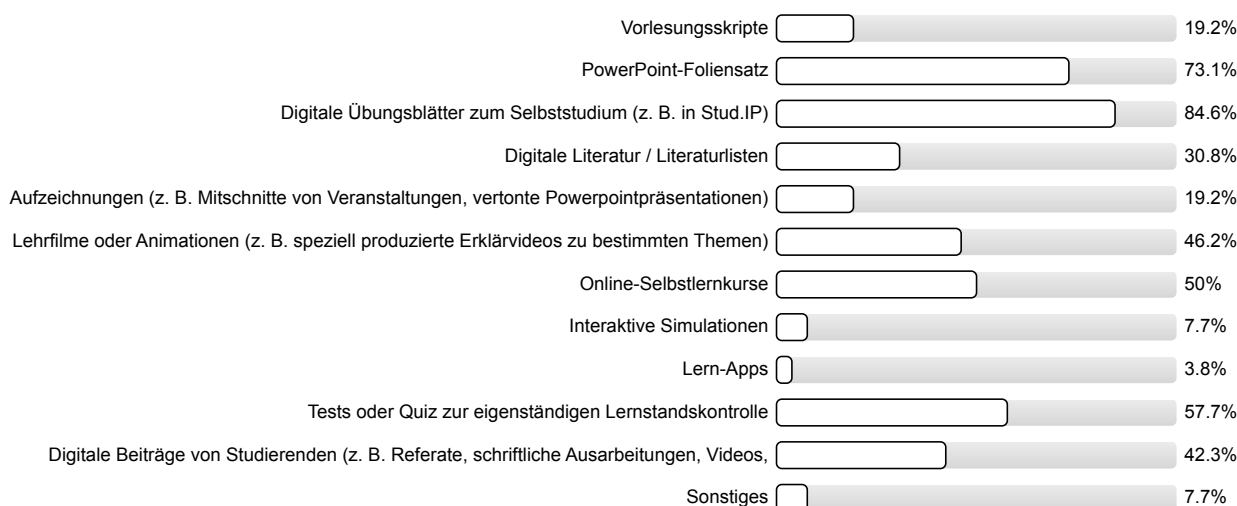 Vorlesungsskripte 19.2%
PowerPoint-Foliensatz 73.1%
Digitale Übungsblätter zum Selbststudium (z. B. in Stud.IP) 84.6%
Digitale Literatur / Literaturlisten 30.8%
Aufzeichnungen (z. B. Mitschnitte von Veranstaltungen, vertonte Powerpointpräsentationen) 19.2%
Lehrfilme oder Animationen (z. B. speziell produzierte Erklärvideos zu bestimmten Themen) 46.2%
Online-Selbstlernkurse 50%
Interaktive Simulationen 7.7%
Lern-Apps 3.8%
Tests oder Quiz zur eigenständigen Lernstandskontrolle 57.7%
Digitale Beiträge von Studierenden (z. B. Referate, schriftliche Ausarbeitungen, Videos, 42.3%
Sonstiges 7.7%